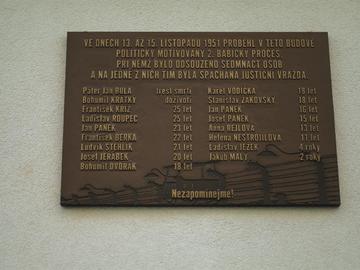 VE DNECH 13. AŽ 15. LISTOPADU 1951 PROBĚHL V TÉTO BUDOVĚ
POLITICKY MOTIVOVANÝ 2. BABICKÝ PROCES,
PŘI NĚMŽ BYLO ODSOUZENO SEDMNÁCT OSOB
A NA JEDNÉ Z NICH TÍM BYLA SPÁCHÁNA JUSTIČNÍ VRAŽDA.
Páter Jan BULA trest smrti
Bohumil KRÁTKÝ doživotí
František KŘÍŽ 25 let
Ladislav ROUPEC 25 let
Jan PANEK 23 let
František BERKA 22 let
Ludvík STEHLÍK 21 let
Josef JEŘÁBEK 20 let
Bohumil DVOŘÁK 18 let
Karel VODIČKA 18 let
Stanislav ŽÁKOVSKÝ 18 let
Jan PÁNEK 16 let
Josef PÁNEK 15 let
Anna REJLOVÁ 13 let
Helena NESTROJILOVÁ 11 let
Ladislav JEŽEK 4 roky
Jakub MALÝ 2 roky
Nezapomínejme!